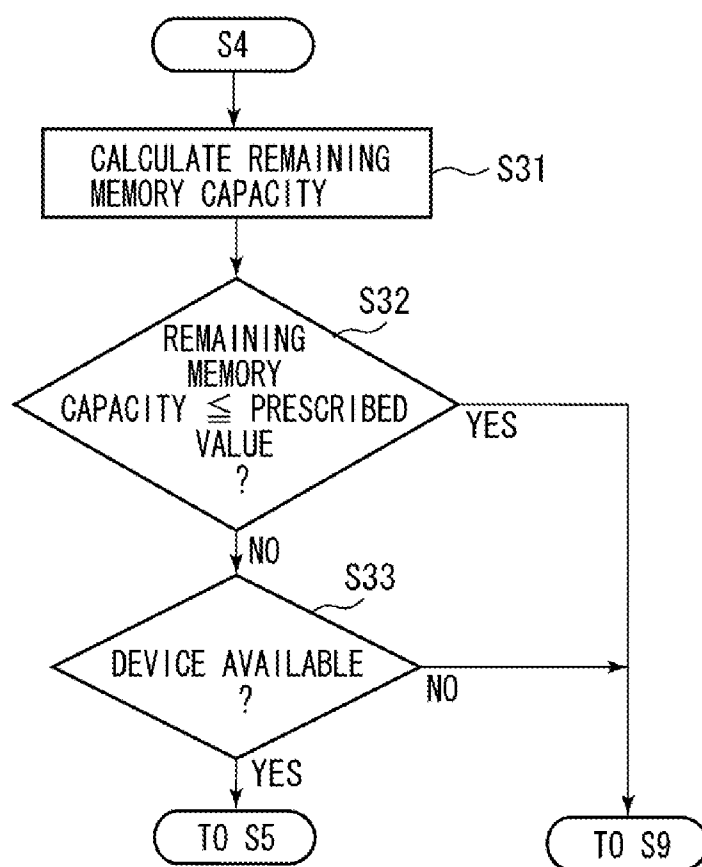 S4
CALCULATE REMAINING
MEMORY CAPACITY
S31
S32
REMAINING
MEMORY
CAPACITY ≦ PRESCRIBED
VALUE
?
YES
NO
S33
DEVICE AVAILABLE
?
NO
YES
TO S5
TO S9